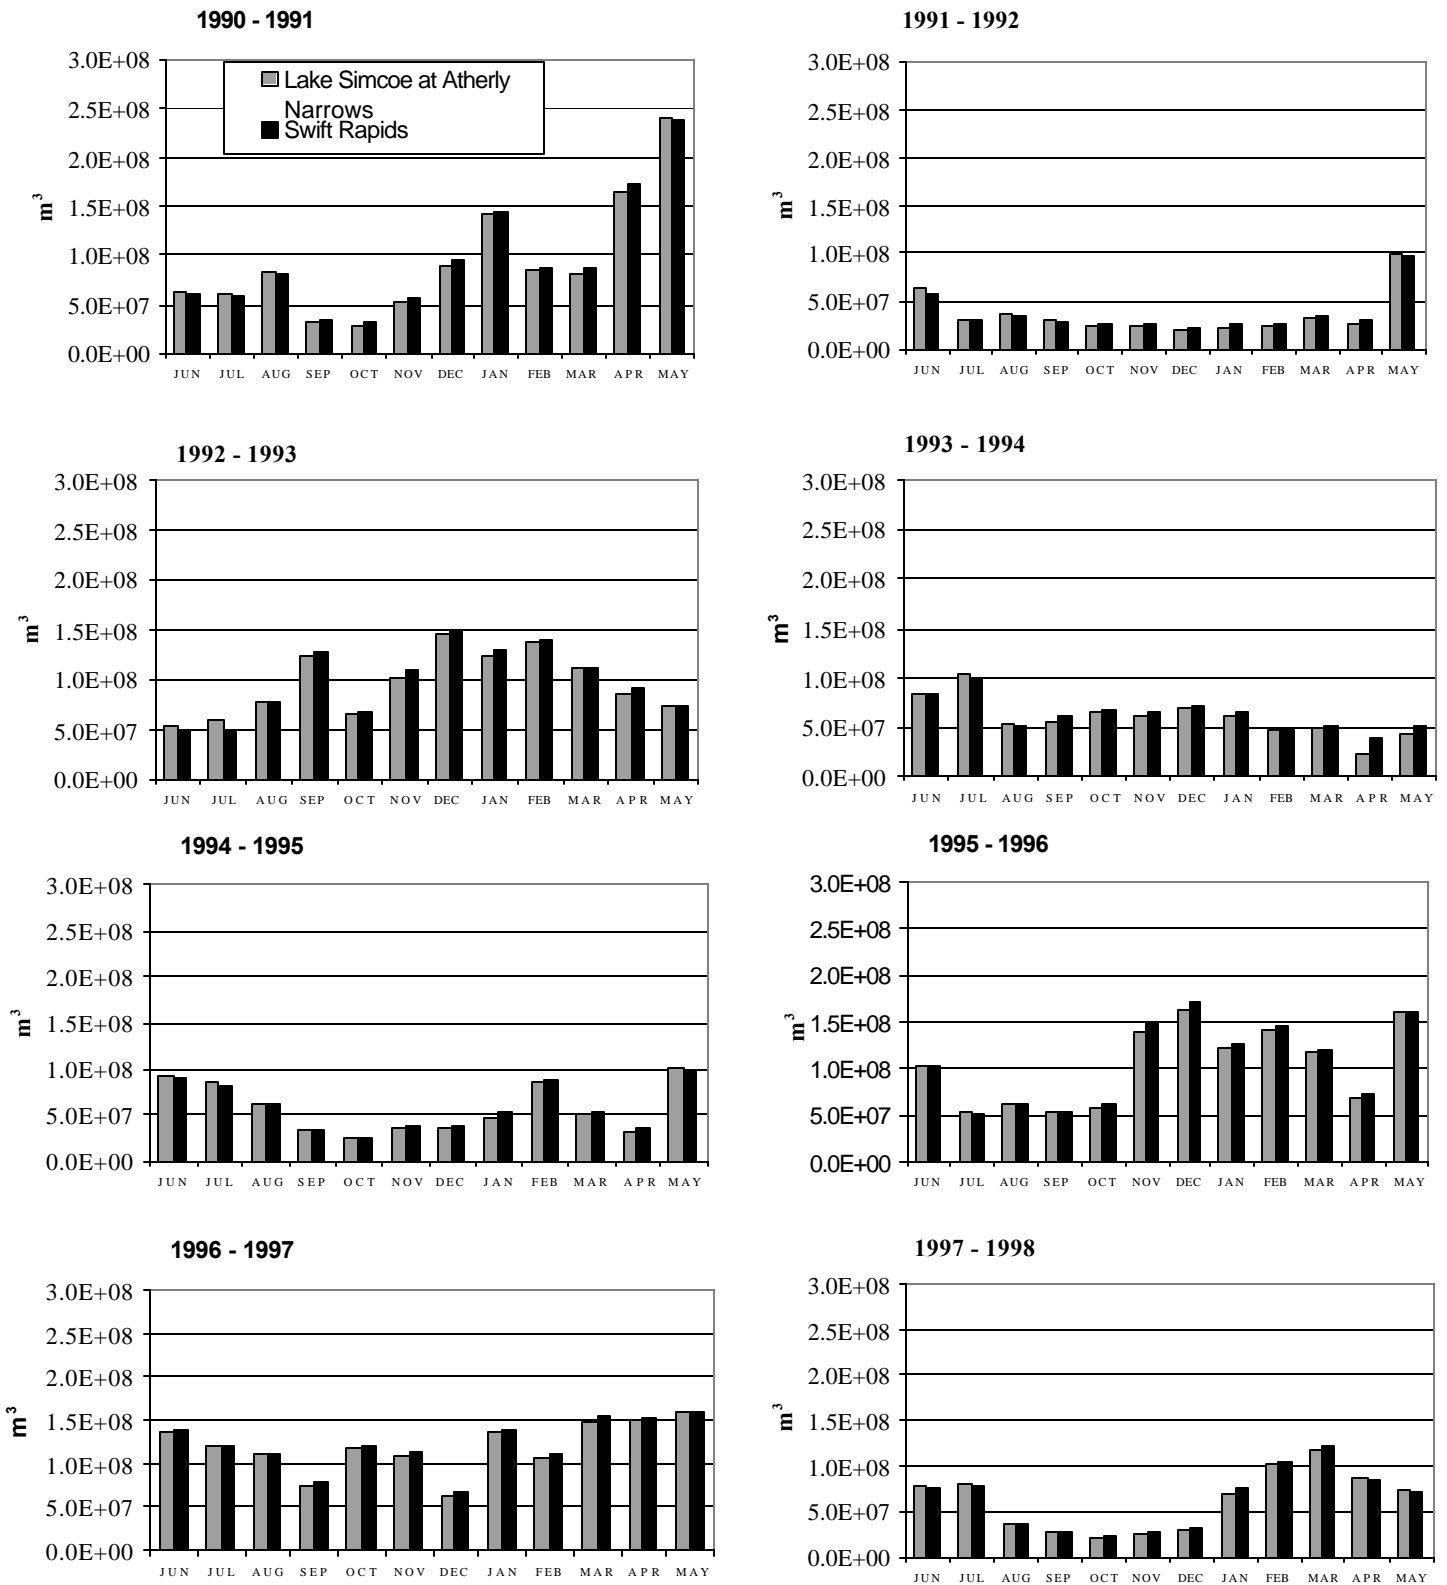 1990 - 1991
3.0E+08
2.5E+08
2.0E+08
1.5E+08
1.0E+08
5.0E+07
0.0E+00
m³
Lake Simcoe at Atherly
Narrows
Swift Rapids
JUN JUL AUG SEP OCT NOV DEC JAN FEB MAR APR MAY
1991 - 1992
3.0E+08
2.5E+08
2.0E+08
1.5E+08
1.0E+08
5.0E+07
0.0E+00
m³
JUN JUL AUG SEP OCT NOV DEC JAN FEB MAR APR MAY
1992 - 1993
3.0E+08
2.5E+08
2.0E+08
1.5E+08
1.0E+08
5.0E+07
0.0E+00
m³
JUN JUL AUG SEP OCT NOV DEC JAN FEB MAR APR MAY
1993 - 1994
3.0E+08
2.5E+08
2.0E+08
1.5E+08
1.0E+08
5.0E+07
0.0E+00
m³
JUN JUL AUG SEP OCT NOV DEC JAN FEB MAR APR MAY
1994 - 1995
3.0E+08
2.5E+08
2.0E+08
1.5E+08
1.0E+08
5.0E+07
0.0E+00
m³
JUN JUL AUG SEP OCT NOV DEC JAN FEB MAR APR MAY
1995 - 1996
3.0E+08
2.5E+08
2.0E+08
1.5E+08
1.0E+08
5.0E+07
0.0E+00
m³
JUN JUL AUG SEP OCT NOV DEC JAN FEB MAR APR MAY
1996 - 1997
3.0E+08
2.5E+08
2.0E+08
1.5E+08
1.0E+08
5.0E+07
0.0E+00
m³
JUN JUL AUG SEP OCT NOV DEC JAN FEB MAR APR MAY
1997 - 1998
3.0E+08
2.5E+08
2.0E+08
1.5E+08
1.0E+08
5.0E+07
0.0E+00
m³
JUN JUL AUG SEP OCT NOV DEC JAN FEB MAR APR MAY